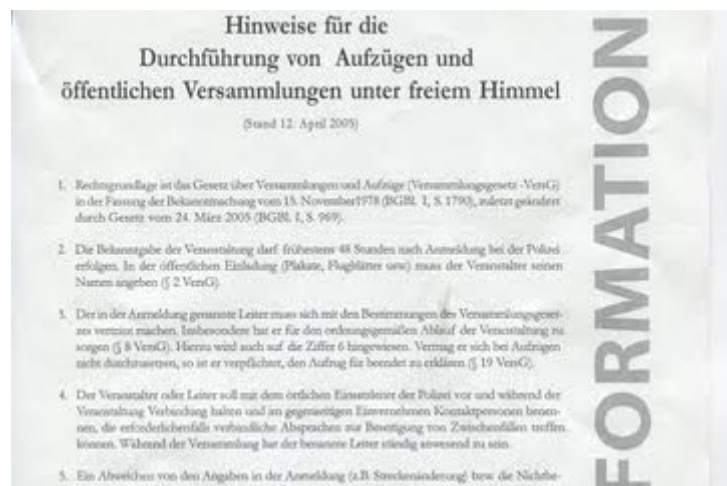 Hinweise für die
Durchführung von Aufzügen und
öffentlichen Versammlungen unter freiem Himmel
(Stand 12. April 2005)
1. Rechtsgrundlage ist das Gesetz über Versammlungen und Aufzüge (Versammlungsgesetz -VersG)
in der Fassung der Bekanntmachung vom 15. November1978 (BGBl. I, S. 1790), zuletzt geändert
durch Gesetz vom 24. März 2005 (BGBl. I, S. 969).
2. Die Bekanntgabe der Veranstaltung darf frühestens 48 Stunden nach Anmeldung bei der Polizei
erfolgen. In der öffentlichen Einladung (Plakate, Flugblätter usw) muss der Veranstalter seinen
Namen angeben (§ 2 VersG).
3. Der in der Anmeldung genannte Leiter muss sich mit den Bestimmungen des Versammlungsgeset-
zes vertraut machen. Insbesondere hat er für den ordnungsgemäßen Ablauf der Veranstaltung zu
sorgen (§ 8 VersG). Hierzu wird auch auf die Ziffer 6 hingewiesen. Vermag er sich bei Aufzügen
nicht durchzusetzen, so ist er verpflichtet, den Aufzug für beendet zu erklären (§ 19 VersG).
4. Der Veranstalter oder Leiter soll mit dem örtlichen Einsatzleiter der Polizei vor und während der
Veranstaltung Verbindung halten und im gegenseitigen Einvernehmen Kontaktpersonen benen-
nen, die erforderlichenfalls verbindliche Absprachen zur Beseitigung von Zwischenfällen treffen
können. Während der Versammlung hat der benannte Leiter ständig anwesend zu sein.
5. Ein Abweichen von den Angaben in der Anmeldung (z.B. Streckenänderung) bzw die Nichtbe-
FORMATION